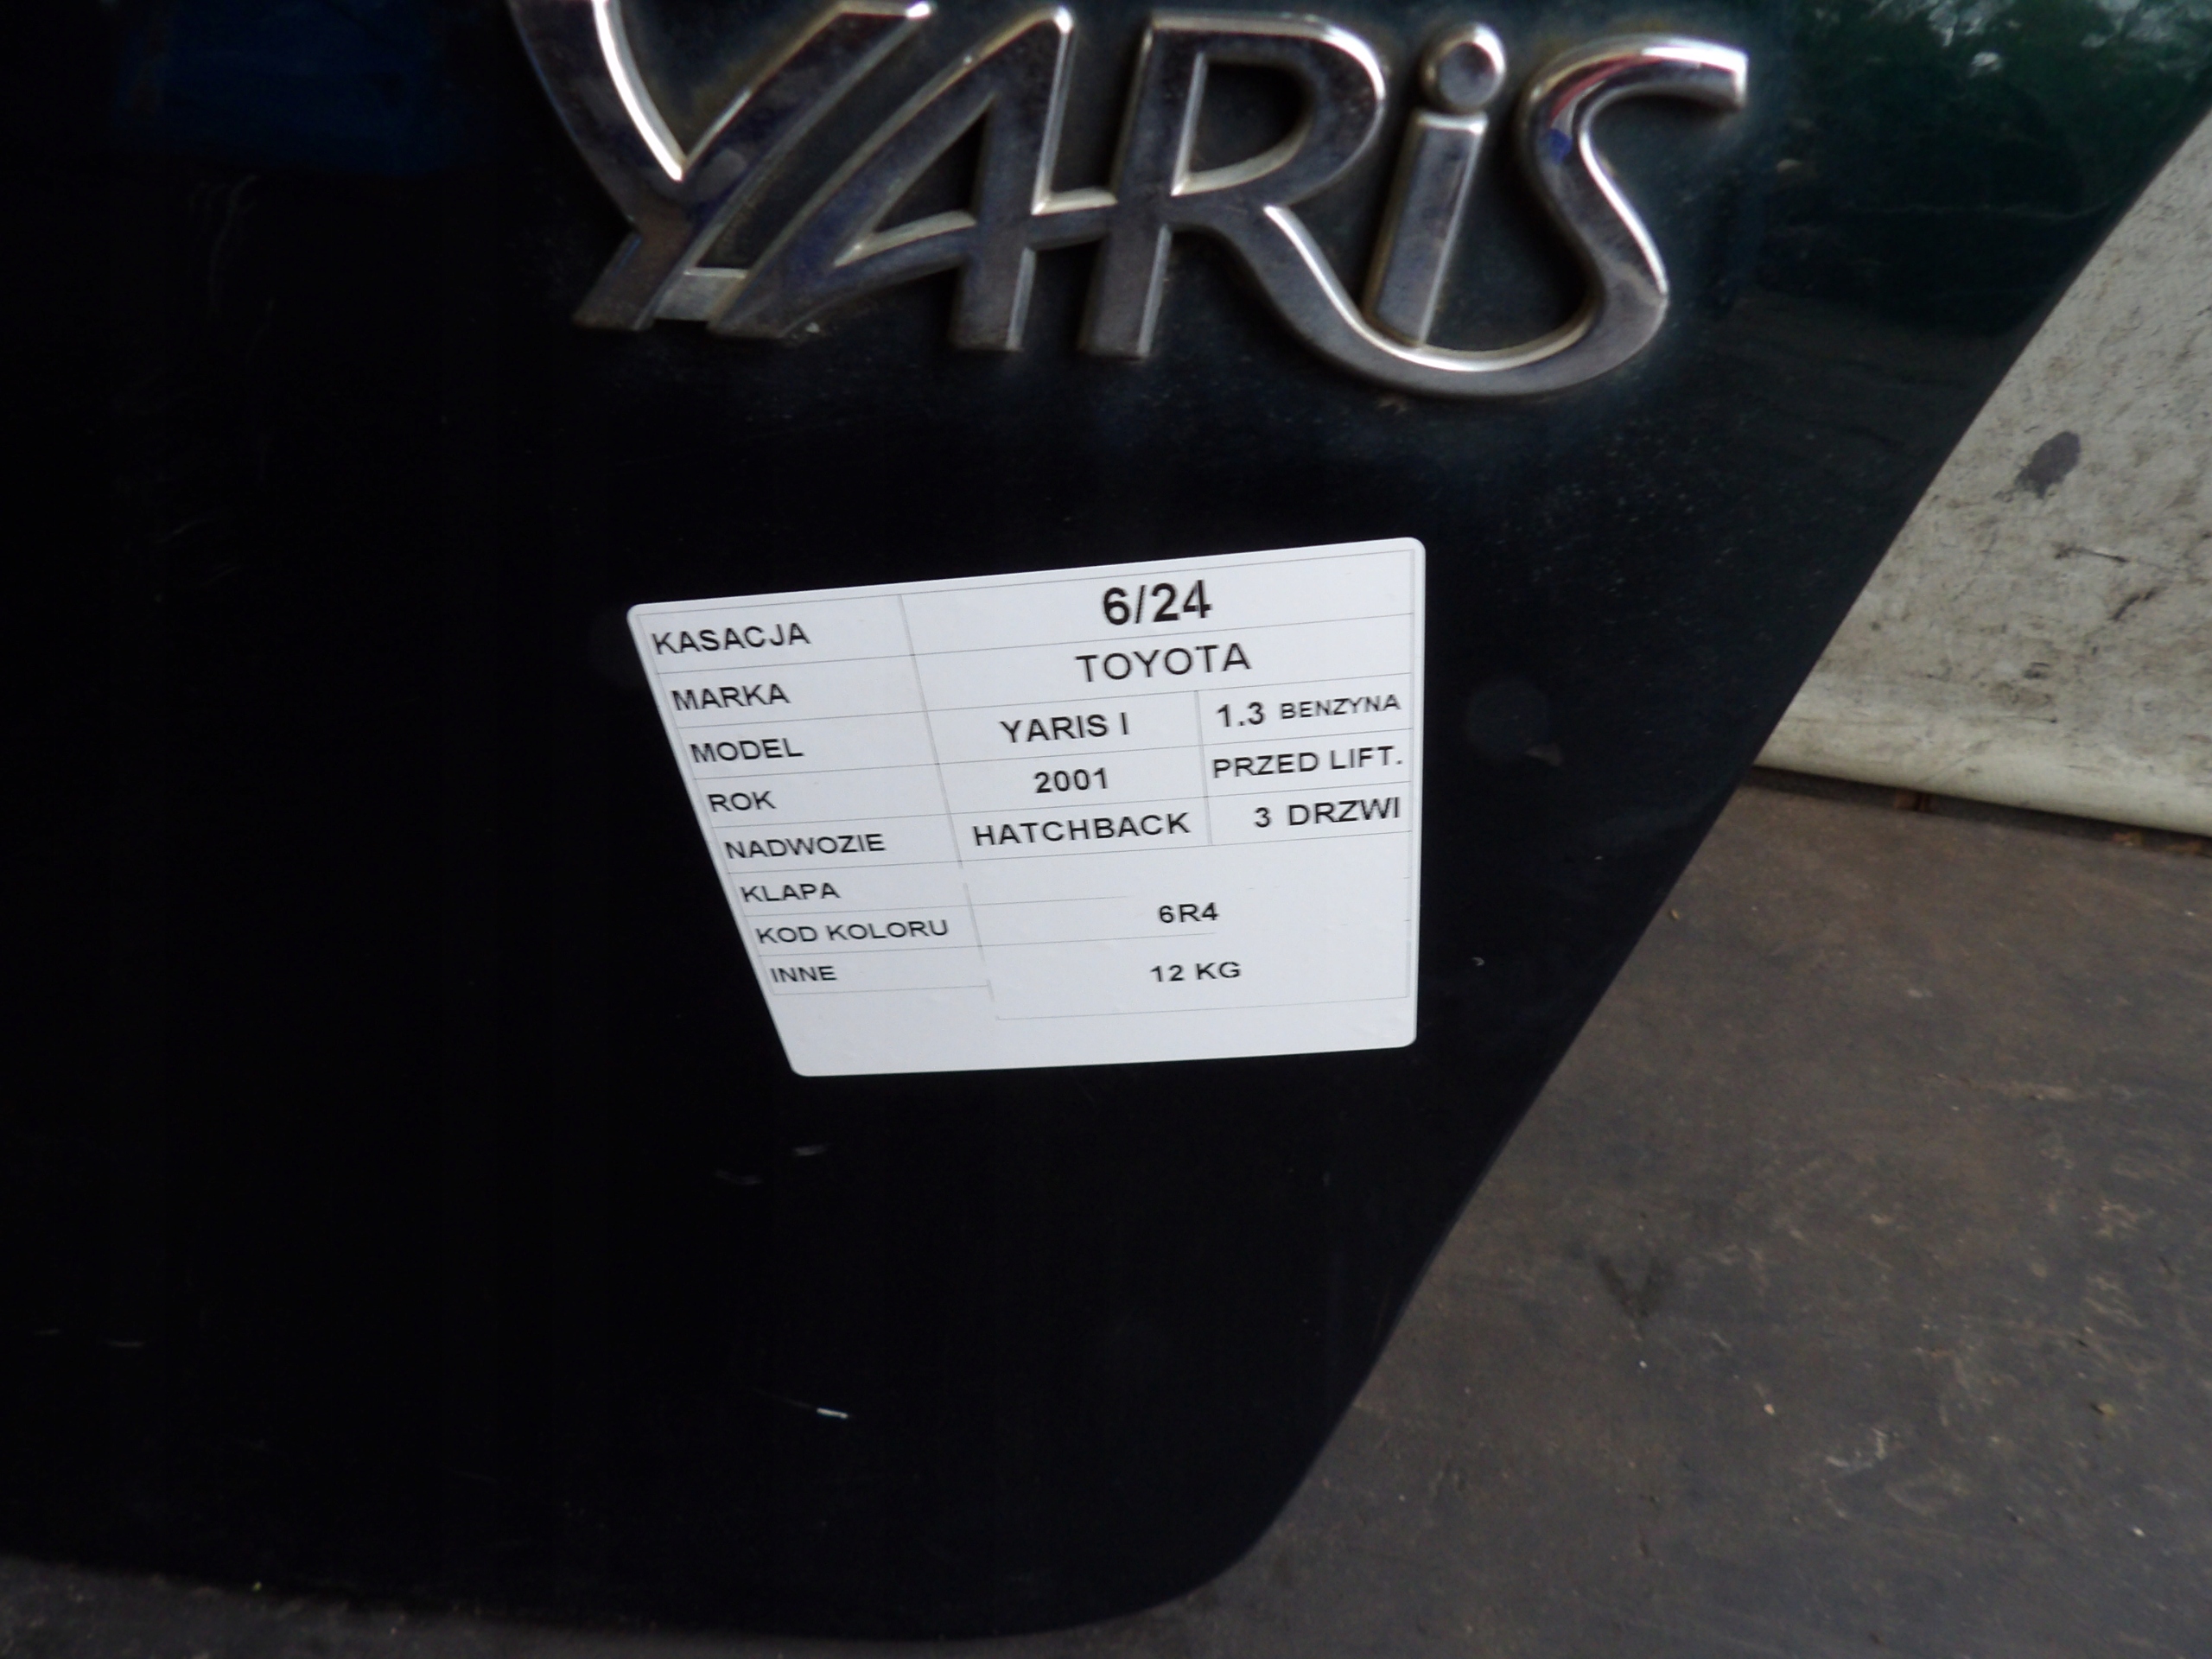 YARiS
KASACJA 6/24
MARKA TOYOTA
MODEL YARIS I 1.3 BENZYNA
ROK 2001 PRZED LIFT.
NADWOZIE HATCHBACK 3 DRZWI
KLAPA
KOD KOLORU 6R4
INNE 12 KG